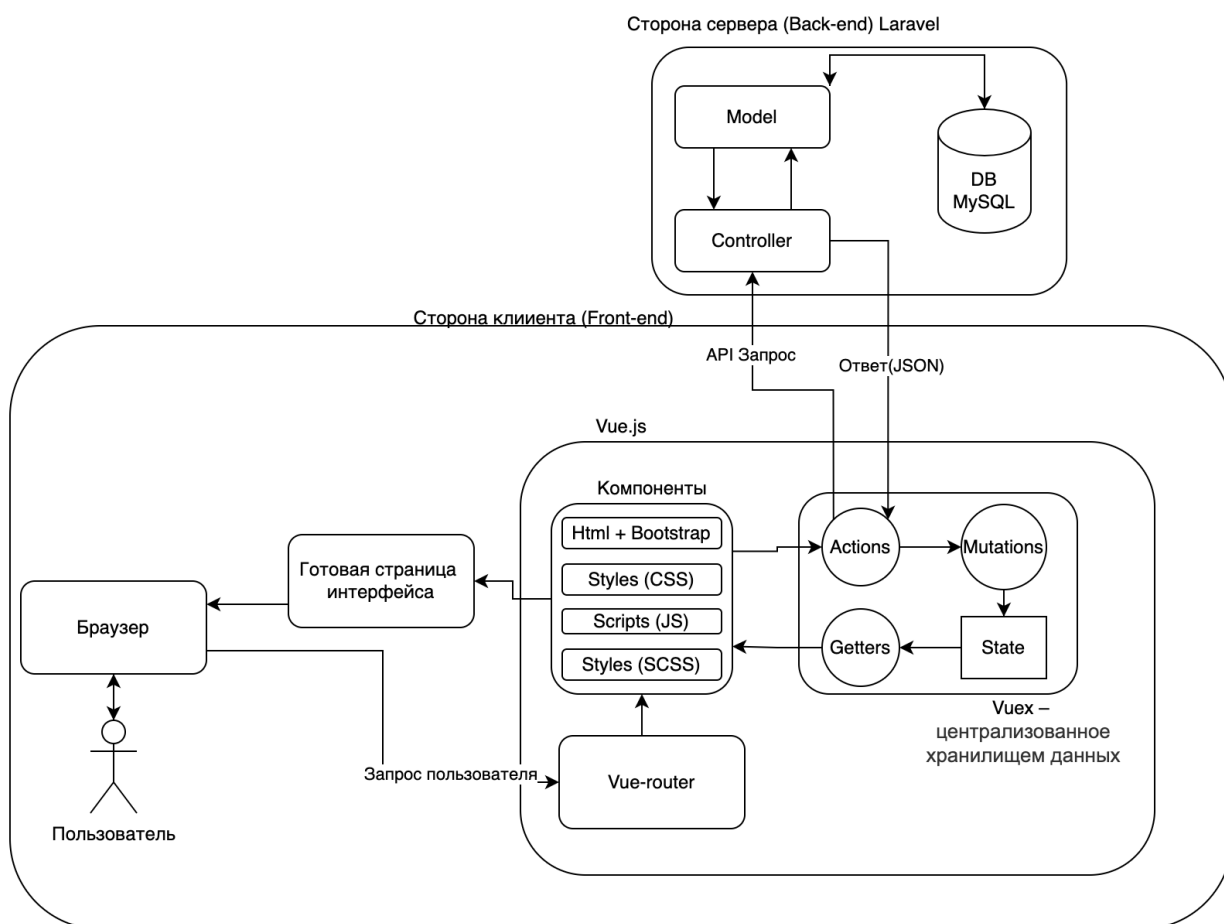 Сторона сервера (Back-end) Laravel
Model
DB
MySQL
Controller
Сторона клииента (Front-end)
API Запрос
Ответ(JSON)
Vue.js
Компоненты
Html + Bootstrap
Styles (CSS)
Scripts (JS)
Styles (SCSS)
Actions
Mutations
Getters
State
Vuex –
централизованное
хранилищем данных
Готовая страница
интерфейса
Браузер
Запрос пользователя
Vue-router
Пользователь